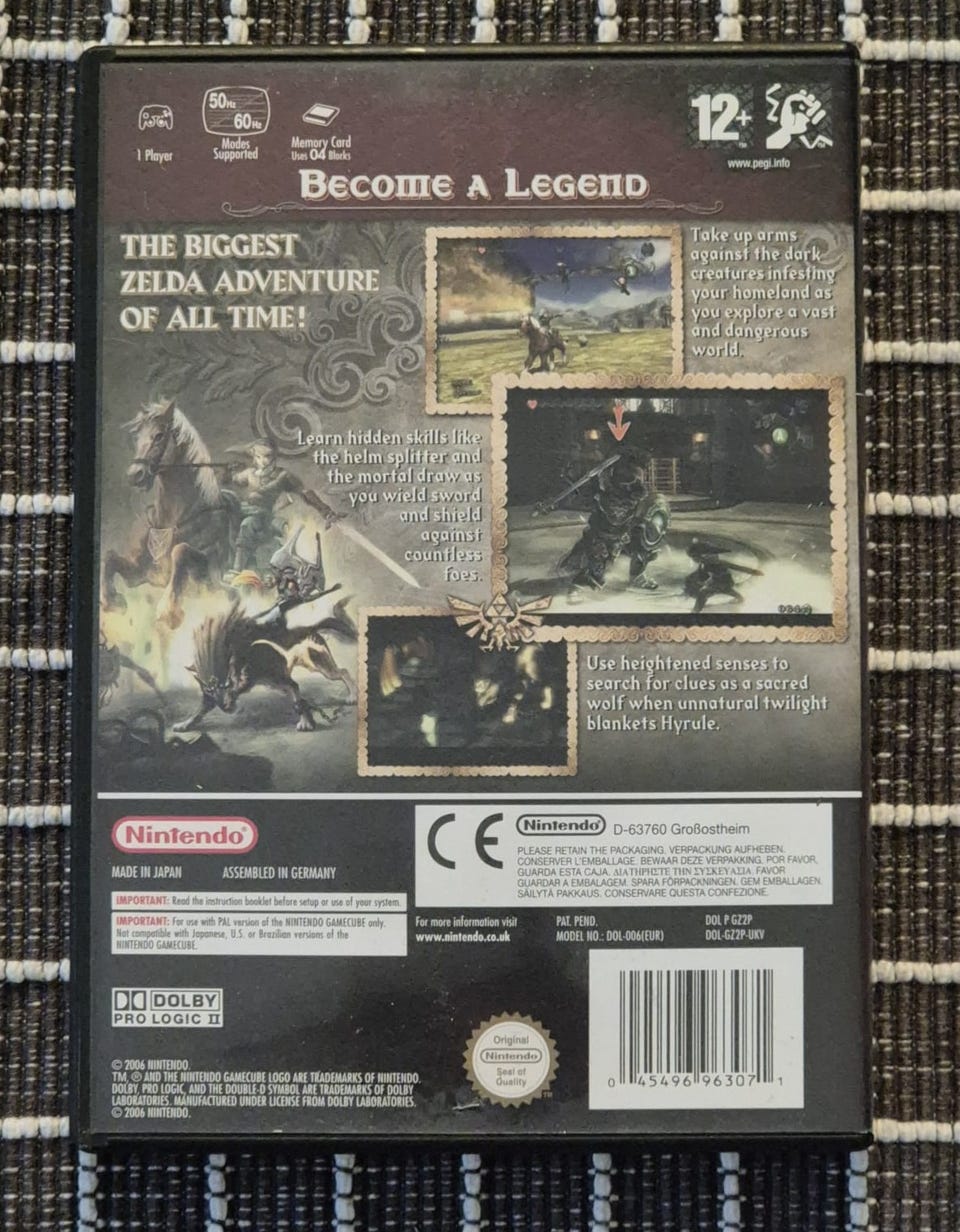 50Hz
60Hz
1 Player
Modes
Supported
Memory Card
Uses 04 Blocks
12+
www.pegi.info
BECOME A LEGEND
THE BIGGEST
ZELDA ADVENTURE
OF ALL TIME!
Take up arms
against the dark
creatures infesting
your homeland as
you explore a vast
and dangerous
world.
Learn hidden skills like
the helm splitter and
the mortal draw as
you wield sword
and shield
against
countless
foes.
A
Use heightened senses to
search for clues as a sacred
wolf when unnatural twilight
blankets Hyrule.
Nintendo®
MADE IN JAPAN ASSEMBLED IN GERMANY
IMPORTANT: Read the instruction booklet before setup or use of your system.
IMPORTANT: For use with PAL version of the NINTENDO GAMECUBE only.
Not compatible with Japanese, U.S. or Brazilian versions of the
NINTENDO GAMECUBE.
CE Nintendo® D-63760 Großostheim
PLEASE RETAIN THE PACKAGING. VERPACKUNG AUFHEBEN.
CONSERVER L'EMBALLAGE. BEWAAR DEZE VERPAKKING. POR FAVOR,
GUARDA ESTA CAJA. ΔΙΑΤΗΡΗΣΤΕ ΤΗΝ ΣΥΣΚΕΥΑΣΙΑ. FAVOR
GUARDAR A EMBALAGEM. SPARA FÖRPACKNINGEN. GEM EMBALLAGEN.
SÄILYTÄ PAKKAUS. CONSERVARE QUESTA CONFEZIONE.
For more information visit
www.nintendo.co.uk
PAT. PEND.
MODEL NO.: DOL-006(EUR)
DOL P GZ2P
DOL-GZ2P-UKV
DOLBY
PRO LOGIC II
© 2006 NINTENDO.
TM, ® AND THE NINTENDO GAMECUBE LOGO ARE TRADEMARKS OF NINTENDO.
DOLBY, PRO LOGIC, AND THE DOUBLE-D SYMBOL ARE TRADEMARKS OF DOLBY
LABORATORIES. MANUFACTURED UNDER LICENSE FROM DOLBY LABORATORIES.
© 2006 NINTENDO.
Original
Nintendo
Seal of
Quality
TM
0 45496 96307 1